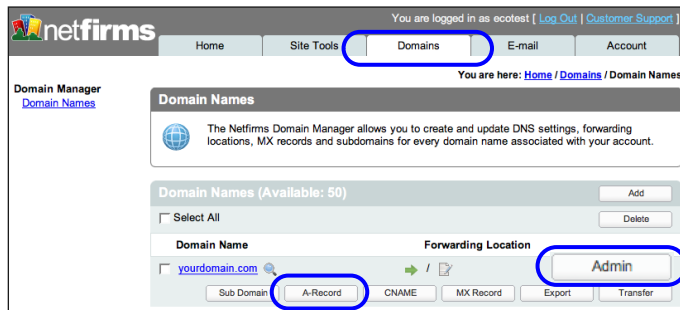 netfirms
You are logged in as ecotest [ Log Out | Customer Support ]
Home Site Tools Domains E-mail Account
You are here: Home / Domains / Domain Names
Domain Manager
Domain Names
Domain Names
The Netfirms Domain Manager allows you to create and update DNS settings, forwarding
locations, MX records and subdomains for every domain name associated with your account.
Domain Names (Available: 50) Add
Select All Delete
Domain Name Forwarding Location
yourdomain.com / Admin
Sub Domain A-Record CNAME MX Record Export Transfer